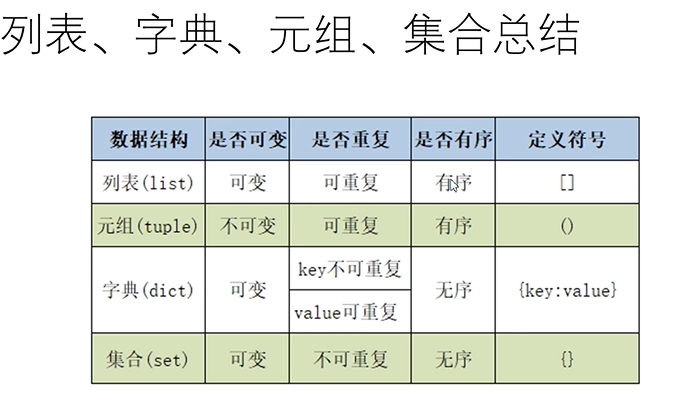 列表、字典、元组、集合总结
数据结构 是否可变 是否重复 是否有序 定义符号
列表(list) 可变 可重复 有序 []
元组(tuple) 不可变 可重复 有序 ()
字典(dict) 可变 key不可重复 无序 {key:value}
value可重复
集合(set) 可变 不可重复 无序 {}